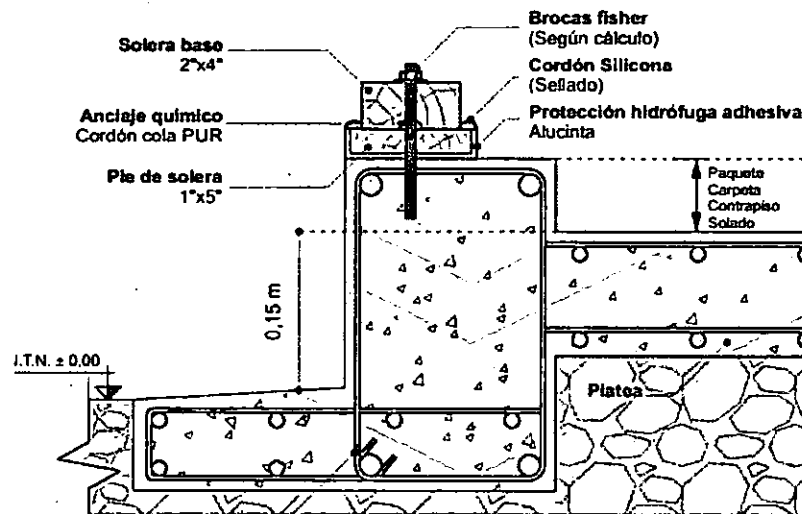 Brocas fisher
(Según cálculo)
Solera base
2"x4"
Cordón Silicona
(Sellado)
Anclaje químico
Cordón cola PUR
Protección hidrófuga adhesiva
Alucinta
Pie de solera
1"x5"
Paquete
Carpeta
Contrapiso
Solado
0,15 m
.T.N. ± 0,00
Platea